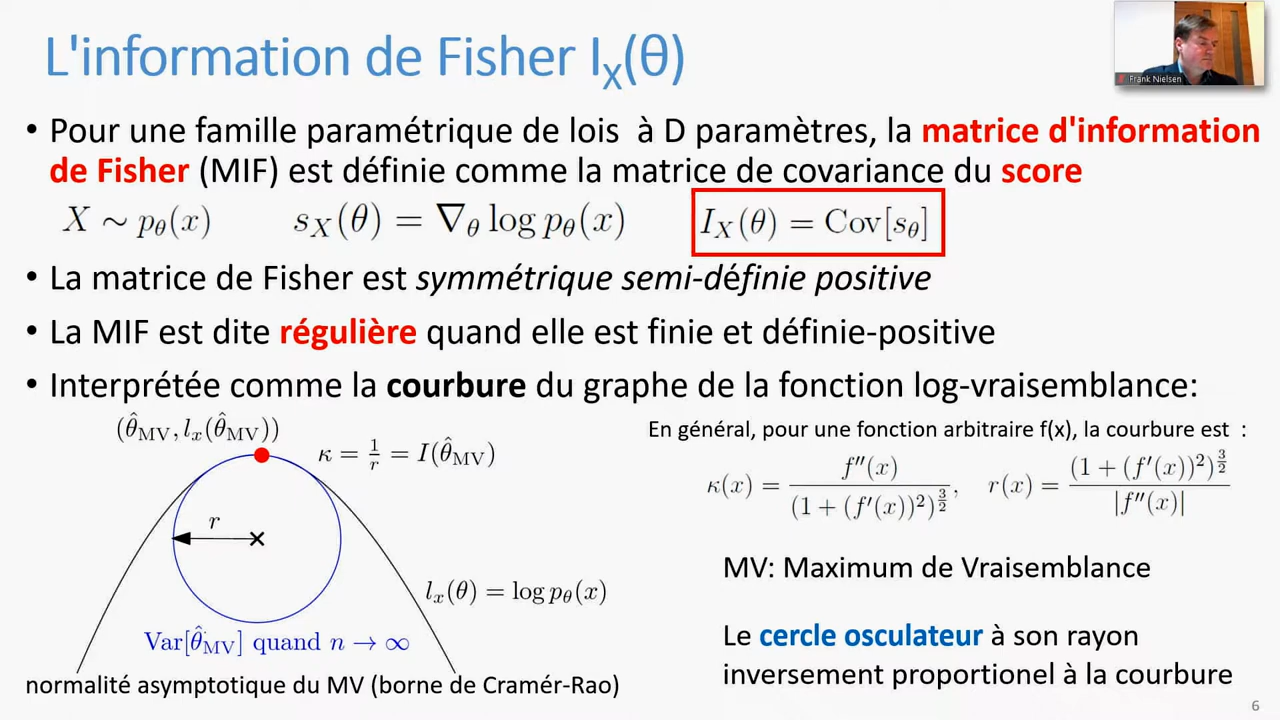 L'information de Fisher I_X(θ)
Frank Nielsen
• Pour une famille paramétrique de lois à D paramètres, la matrice d'information
de Fisher (MIF) est définie comme la matrice de covariance du score
X ∼ p_θ(x) s_X(θ) = ∇_θ log p_θ(x) I_X(θ) = Cov[s_θ]
• La matrice de Fisher est symmétrique semi-définie positive
• La MIF est dite régulière quand elle est finie et définie-positive
• Interprétée comme la courbure du graphe de la fonction log-vraisemblance:
(θ̂_MV, l_x(θ̂_MV))
κ = 1/r = I(θ̂_MV)
r
l_x(θ) = log p_θ(x)
Var[θ̂_MV] quand n → ∞
normalité asymptotique du MV (borne de Cramér-Rao)
En général, pour une fonction arbitraire f(x), la courbure est :
κ(x) = f''(x) / (1 + (f'(x))²)^(3/2), r(x) = (1 + (f'(x))²)^(3/2) / |f''(x)|
MV: Maximum de Vraisemblance
Le cercle osculateur à son rayon
inversement proportionel à la courbure
6